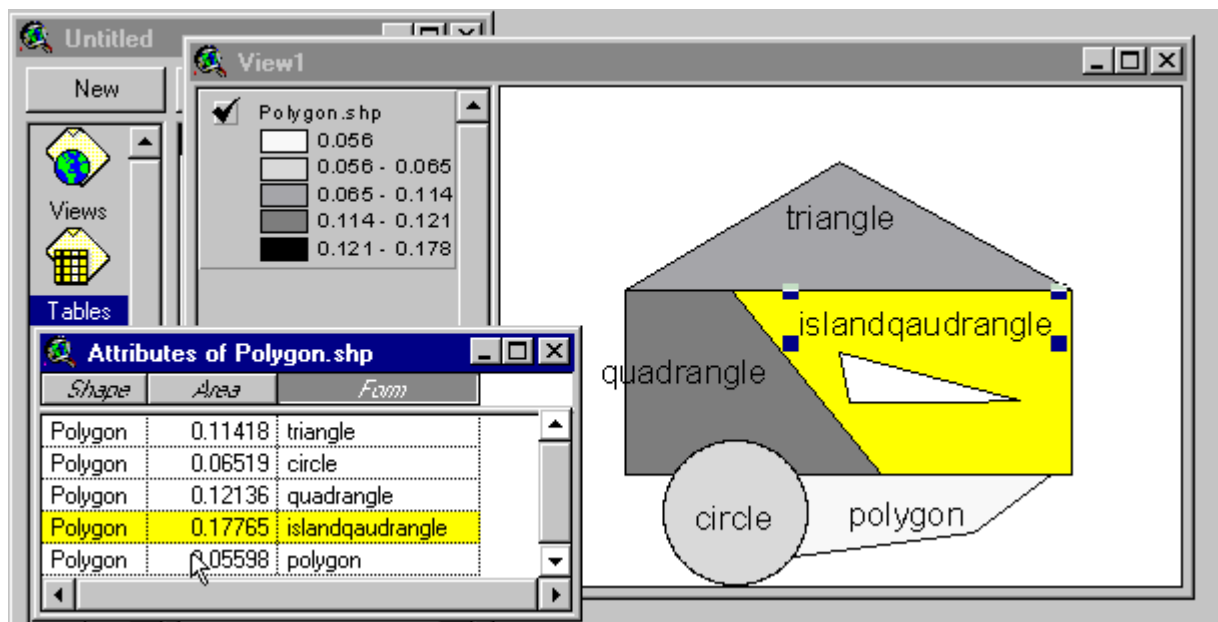 Untitled
View1
New
Polygon.shp
0.056
0.056 - 0.065
0.065 - 0.114
0.114 - 0.121
0.121 - 0.178
Views
Tables
triangle
islandqaudrangle
quadrangle
circle
polygon
Attributes of Polygon.shp
Shape Area Form
Polygon 0.11418 triangle
Polygon 0.06519 circle
Polygon 0.12136 quadrangle
Polygon 0.17765 islandqaudrangle
Polygon 0.05598 polygon